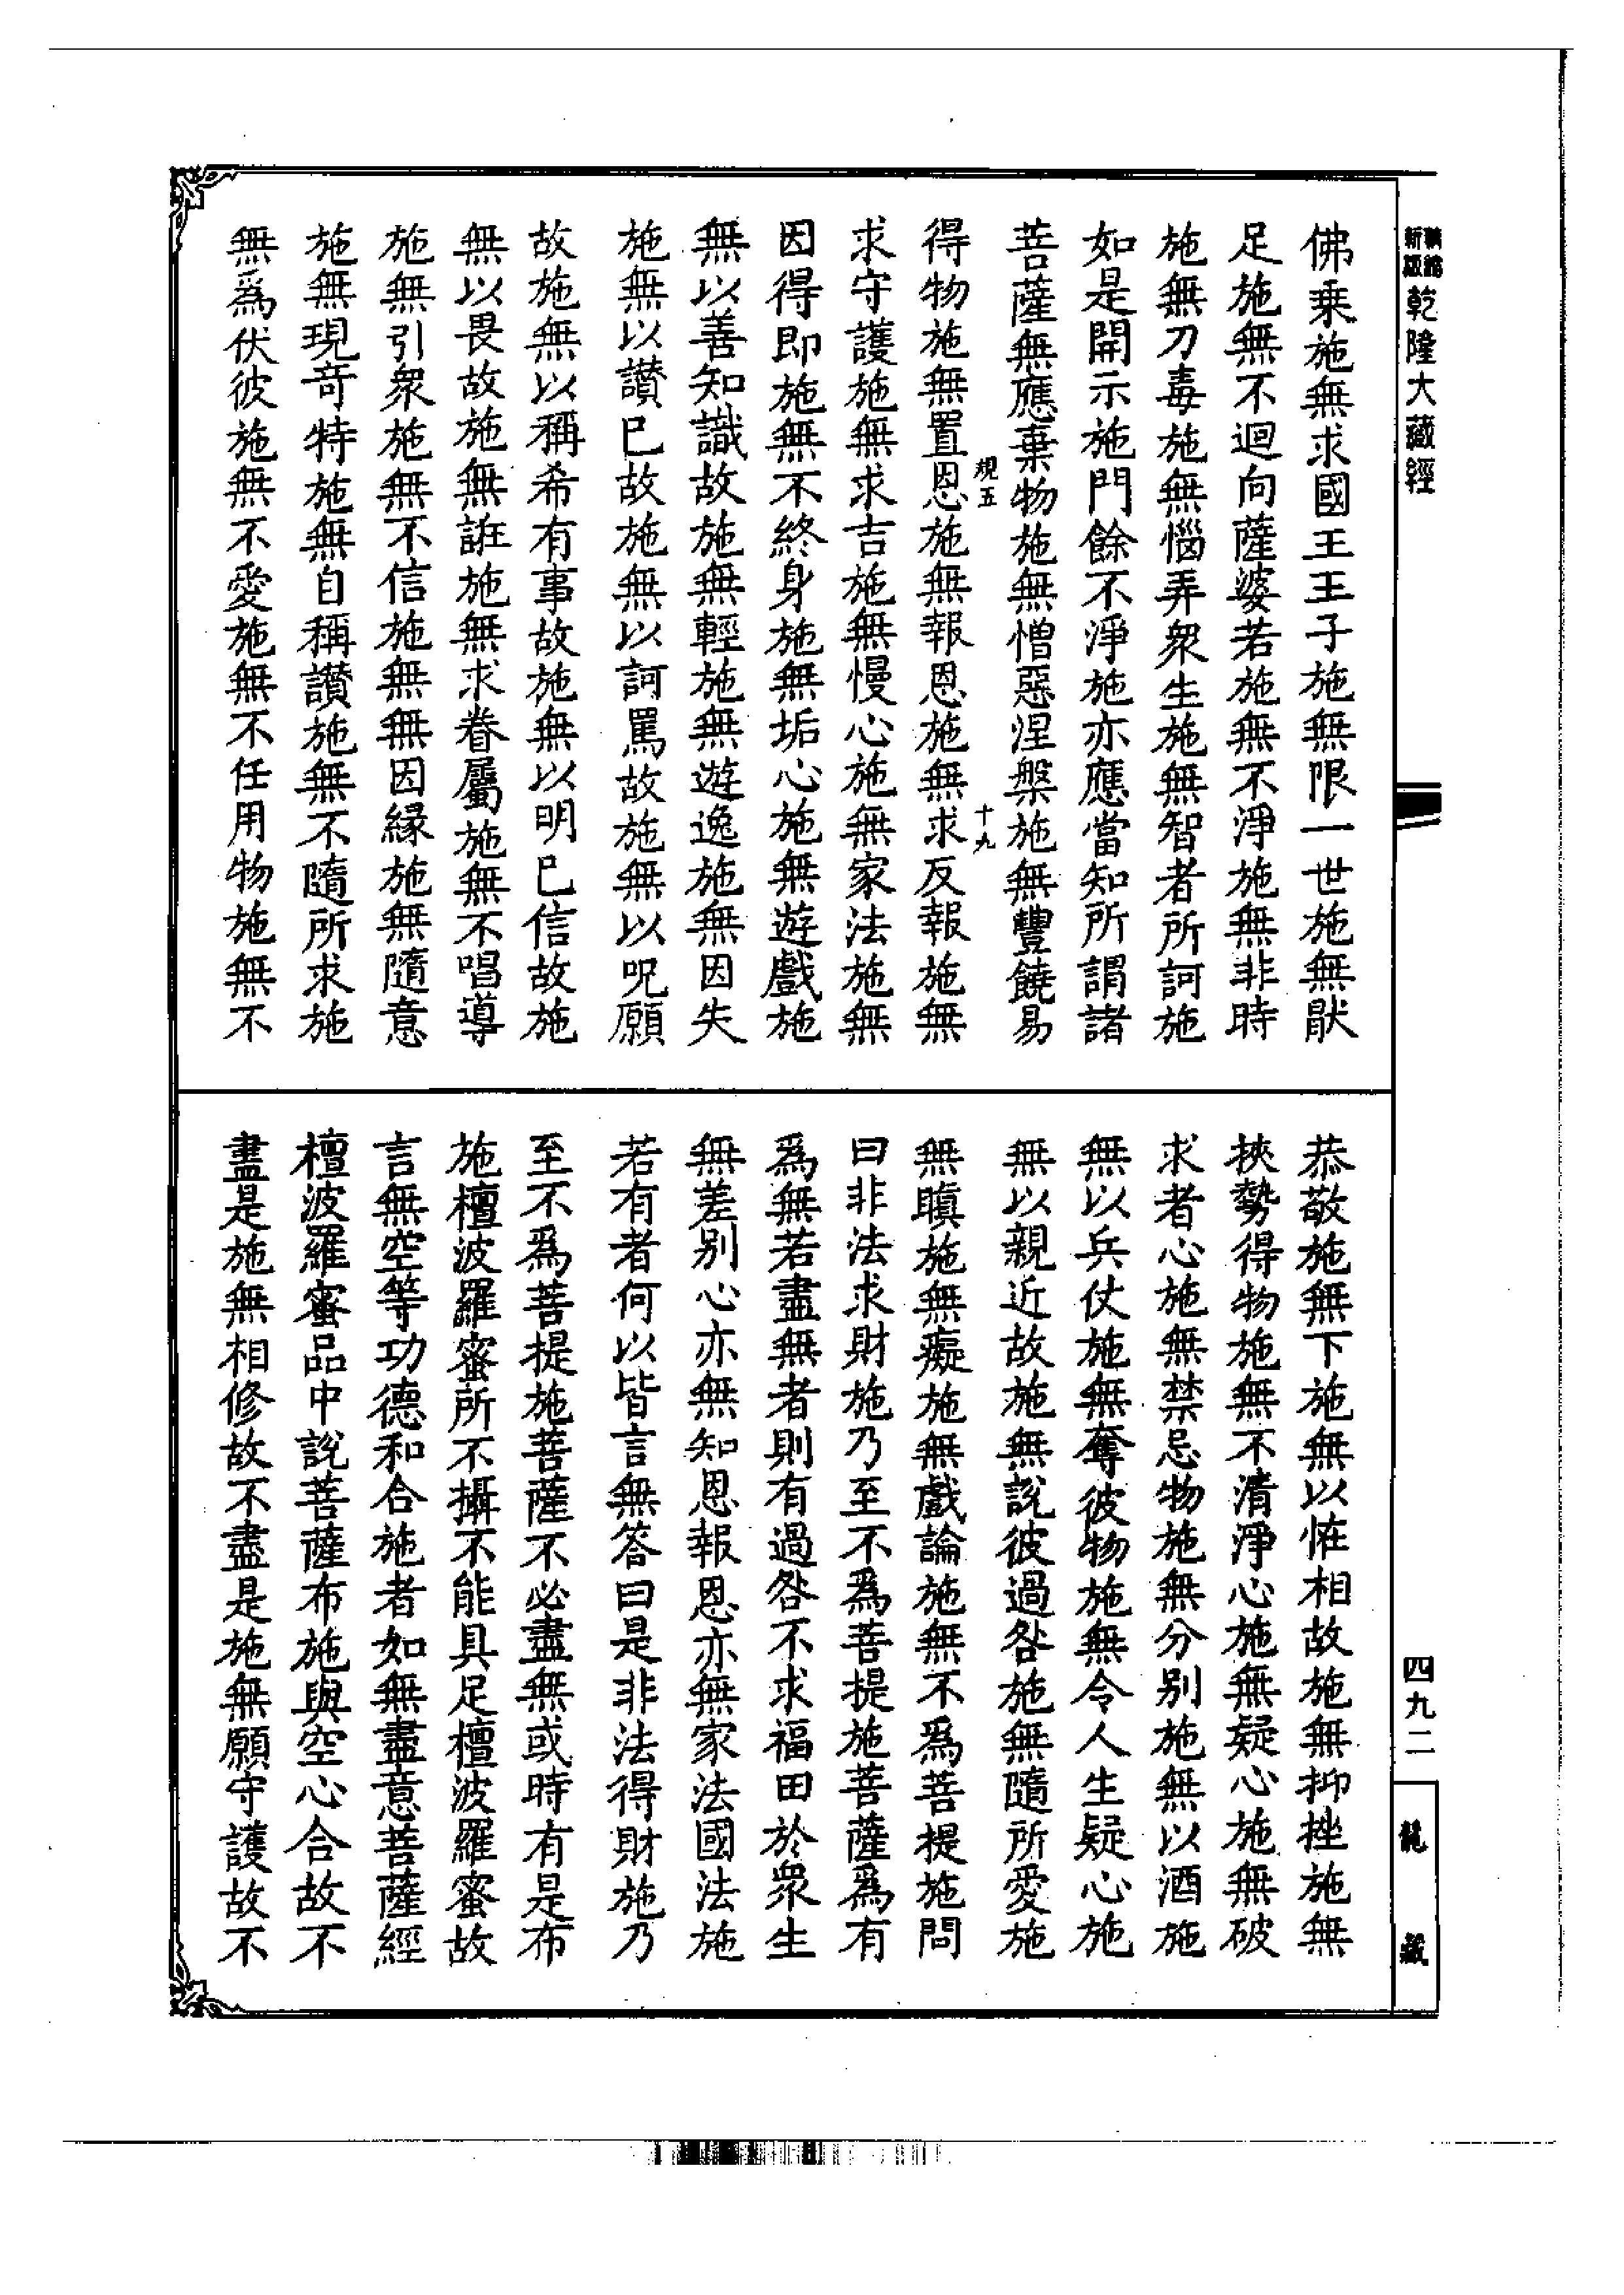 新編縮版 乾隆大藏經
四九二
龍藏
佛乗施無求國王王子施無限一世施無猒
足施無不迴向薩婆若施無不淨施無非時
施無刀毒施無惱弄衆生施無智者所訶施
如是開示施門餘不淨施亦應當知所謂諸
菩薩無應棄物施無憎惡涅槃施無豐饒易
規五
十九
得物施無置恩施無報恩施無求反報施無
求守護施無求吉施無慢心施無家法施無
因得即施無不終身施無垢心施無遊戲施
無以善知識故施無輕施無遊逸施無因失
施無以讃巳故施無以訶罵故施無以呪願
故施無以稱希有事故施無以明巳信故施
無以畏故施無誑施無求眷屬施無不唱導
施無引衆施無不信施無無因緣施無隨意
施無現竒特施無自稱讃施無不隨所求施
無爲伏彼施無不愛施無不任用物施無不
恭敬施無下施無以恠相故施無抑挫施無
挾勢得物施無不清淨心施無疑心施無破
求者心施無禁忌物施無分別施無以酒施
無以兵仗施無奪彼物施無令人生疑心施
無以親近故施無說彼過咎施無隨所愛施
無瞋施無癡施無戲論施無不爲菩提施問
曰非法求財施乃至不爲菩提施菩薩爲有
爲無若盡無者則有過咎不求福田於衆生
無差別心亦無知恩報恩亦無家法國法施
若有者何以皆言無答曰是非法得財施乃
至不爲菩提施菩薩不必盡無或時有是布
施檀波羅蜜所不攝不能具足檀波羅蜜故
言無空等功德和合施者如無盡意菩薩經
檀波羅蜜品中說菩薩布施與空心合故不
盡是施無相修故不盡是施無願守護故不